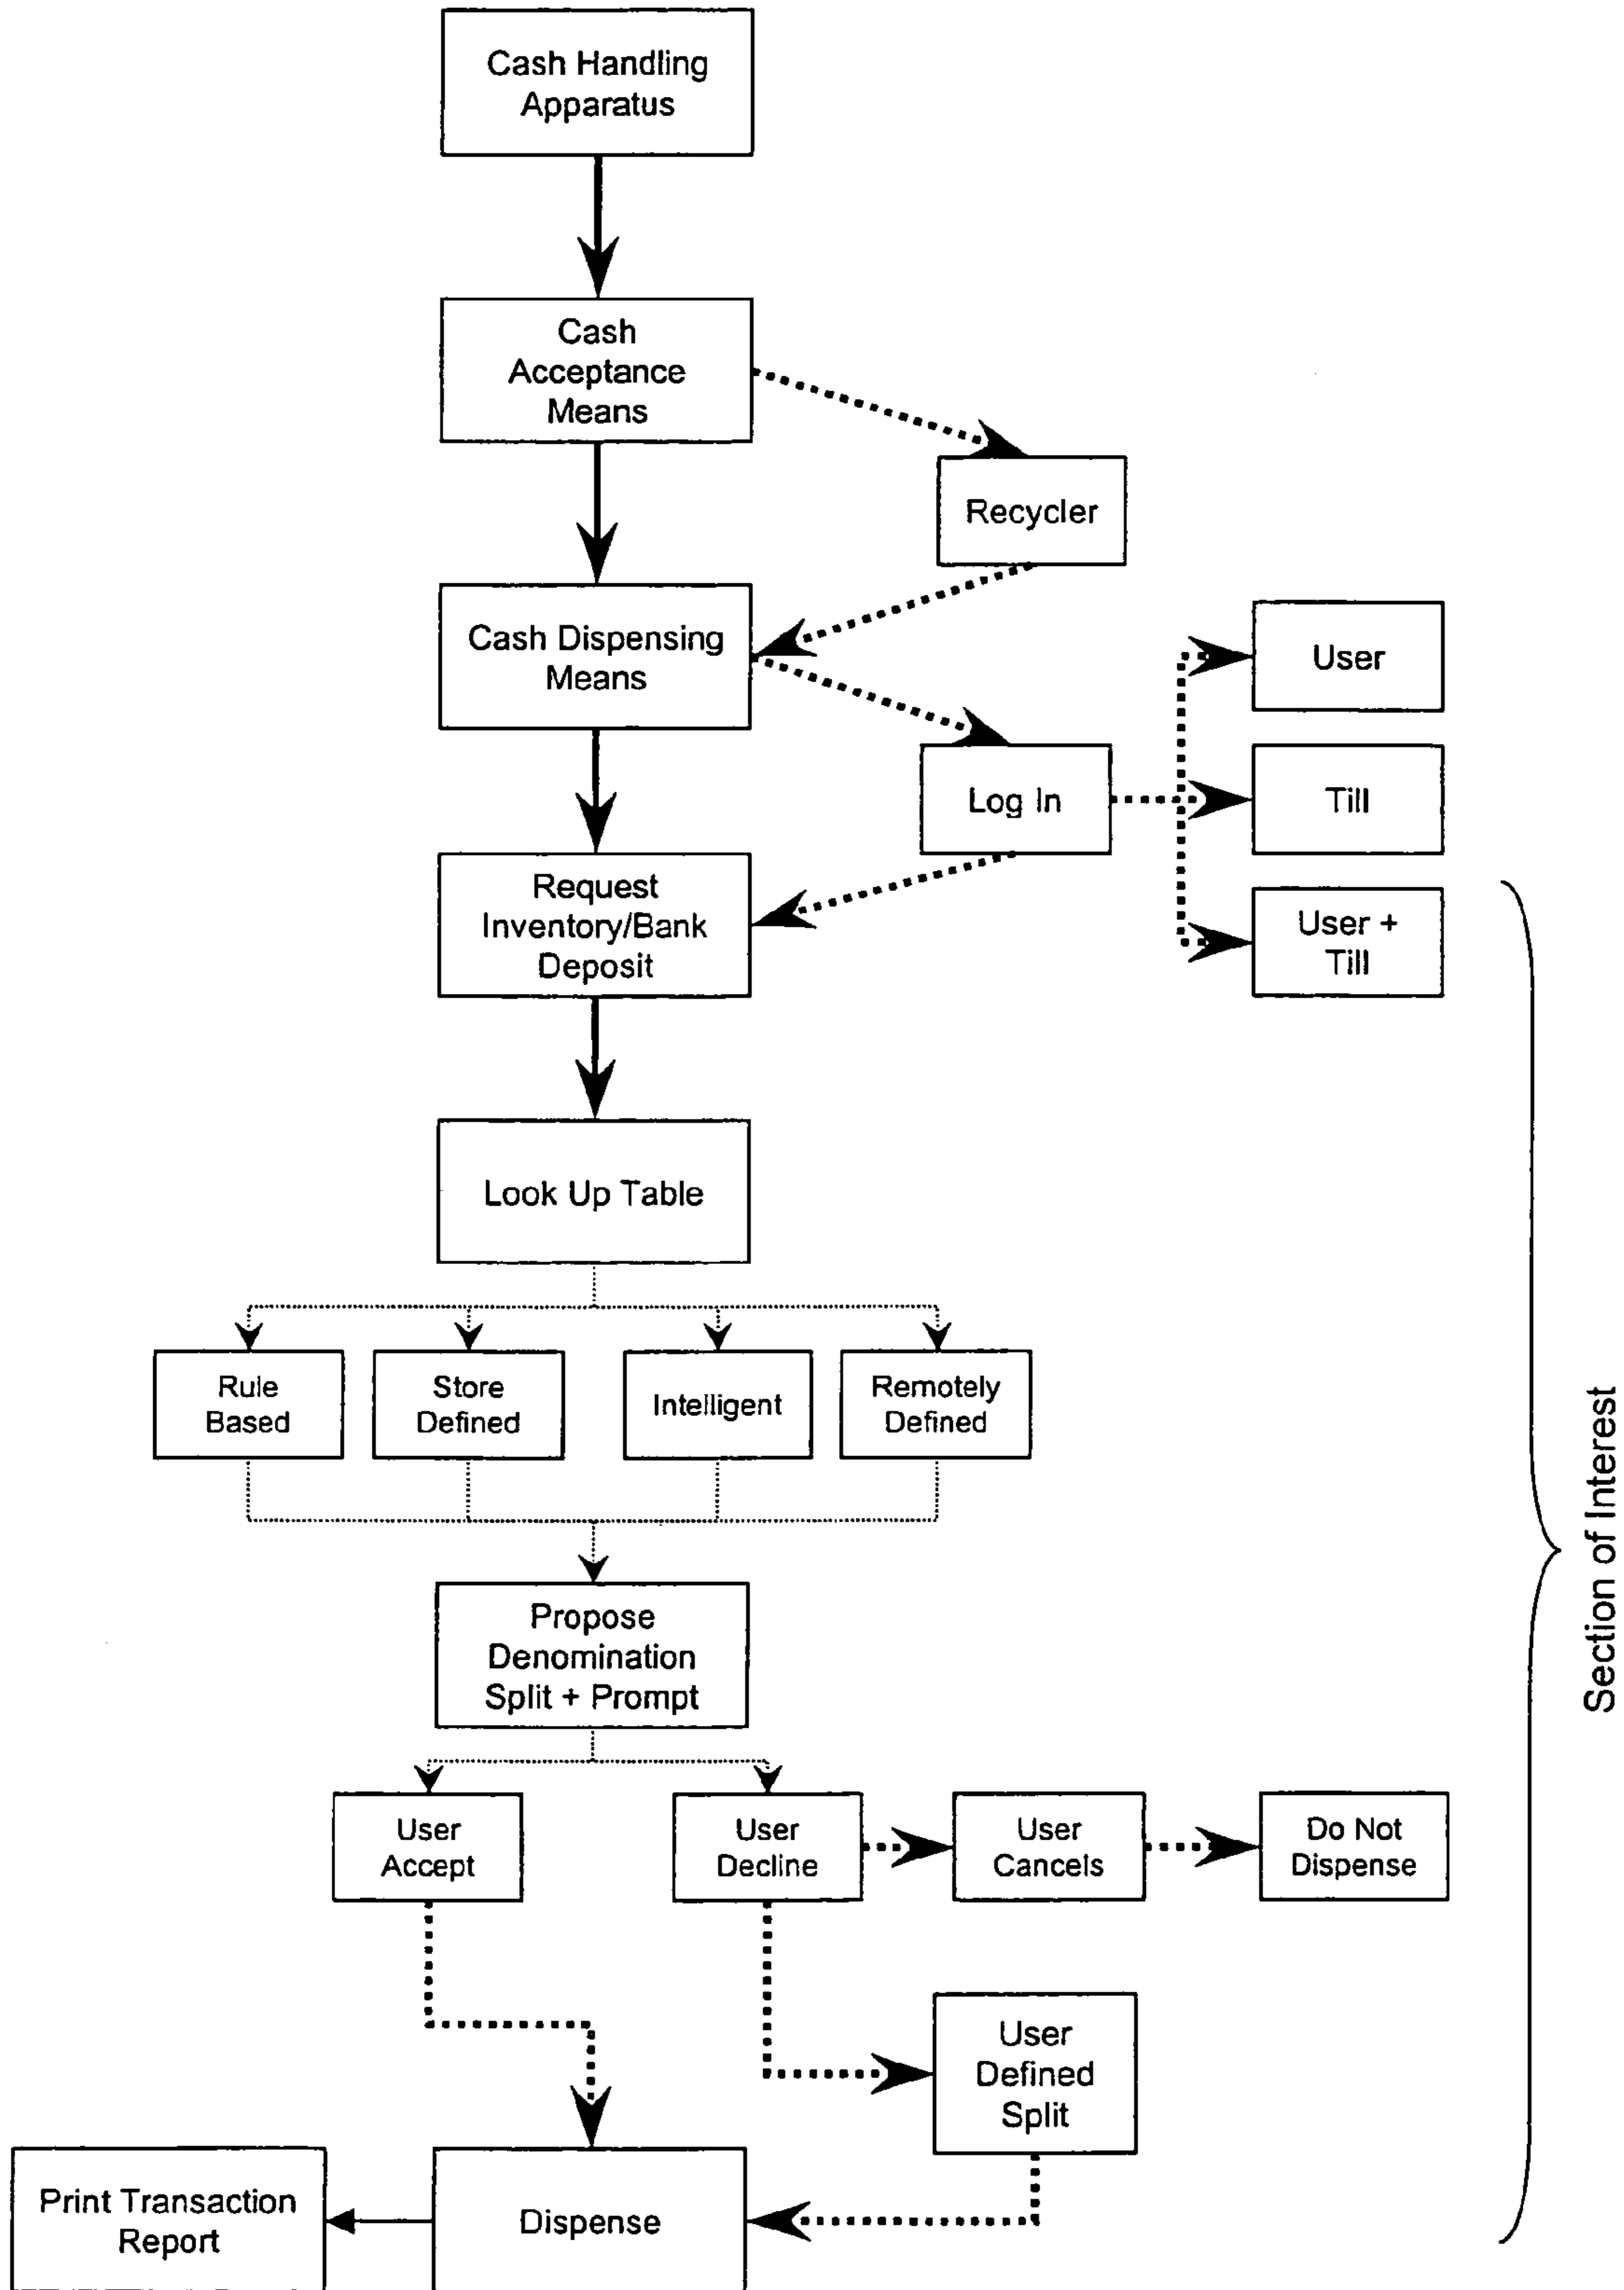 Cash Handling
Apparatus
Cash
Acceptance
Means
Recycler
Cash Dispensing
Means
User
Log In
Till
Request
Inventory/Bank
Deposit
User +
Till
Look Up Table
Rule
Based
Store
Defined
Intelligent
Remotely
Defined
Section of Interest
Propose
Denomination
Split + Prompt
User
Accept
User
Decline
User
Cancels
Do Not
Dispense
User
Defined
Split
Print Transaction
Report
Dispense